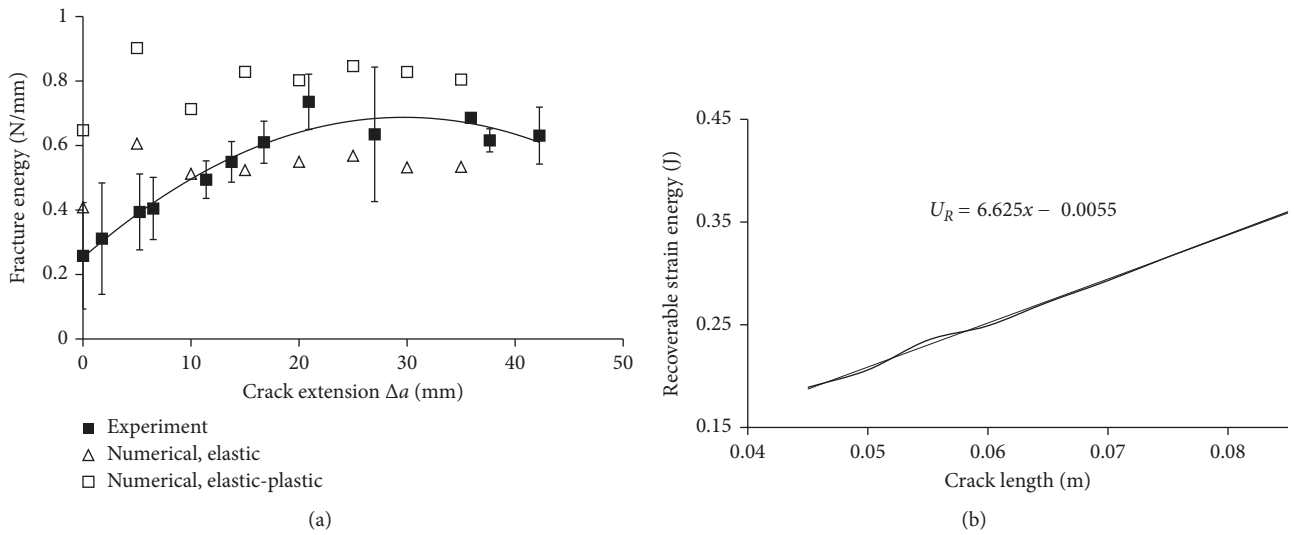 1
0.8
0.6
0.4
0.2
0
Fracture energy (N/mm)
0 10 20 30 40 50
Crack extension Δa (mm)
Experiment
Numerical, elastic
Numerical, elastic-plastic
(a)
0.45
0.35
0.25
0.15
Recoverable strain energy (J)
U_R = 6.625x − 0.0055
0.04 0.05 0.06 0.07 0.08
Crack length (m)
(b)